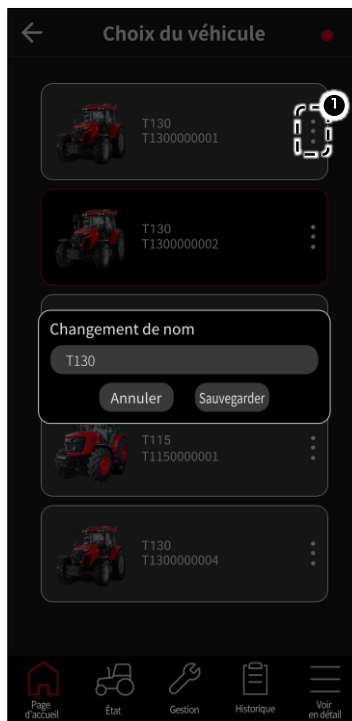 Choix du véhicule
1
T130
T1300000001
T130
T1300000002
Changement de nom
T130
Annuler
Sauvegarder
T115
T1150000001
T130
T1300000004
Page
d'accueil
État
Gestion
Historique
Voir
en détail